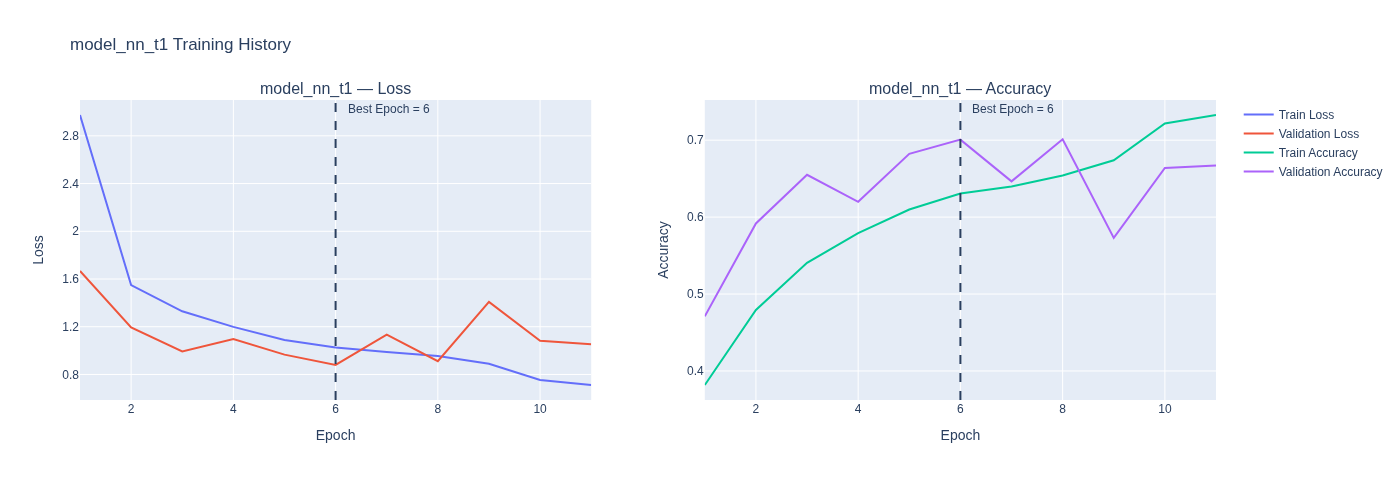 model_nn_t1 Training History
model_nn_t1 — Loss
Best Epoch = 6
2.8
2.4
2
1.6
1.2
0.8
Loss
2 4 6 8 10
Epoch
model_nn_t1 — Accuracy
Best Epoch = 6
0.7
0.6
0.5
0.4
Accuracy
2 4 6 8 10
Epoch
Train Loss
Validation Loss
Train Accuracy
Validation Accuracy